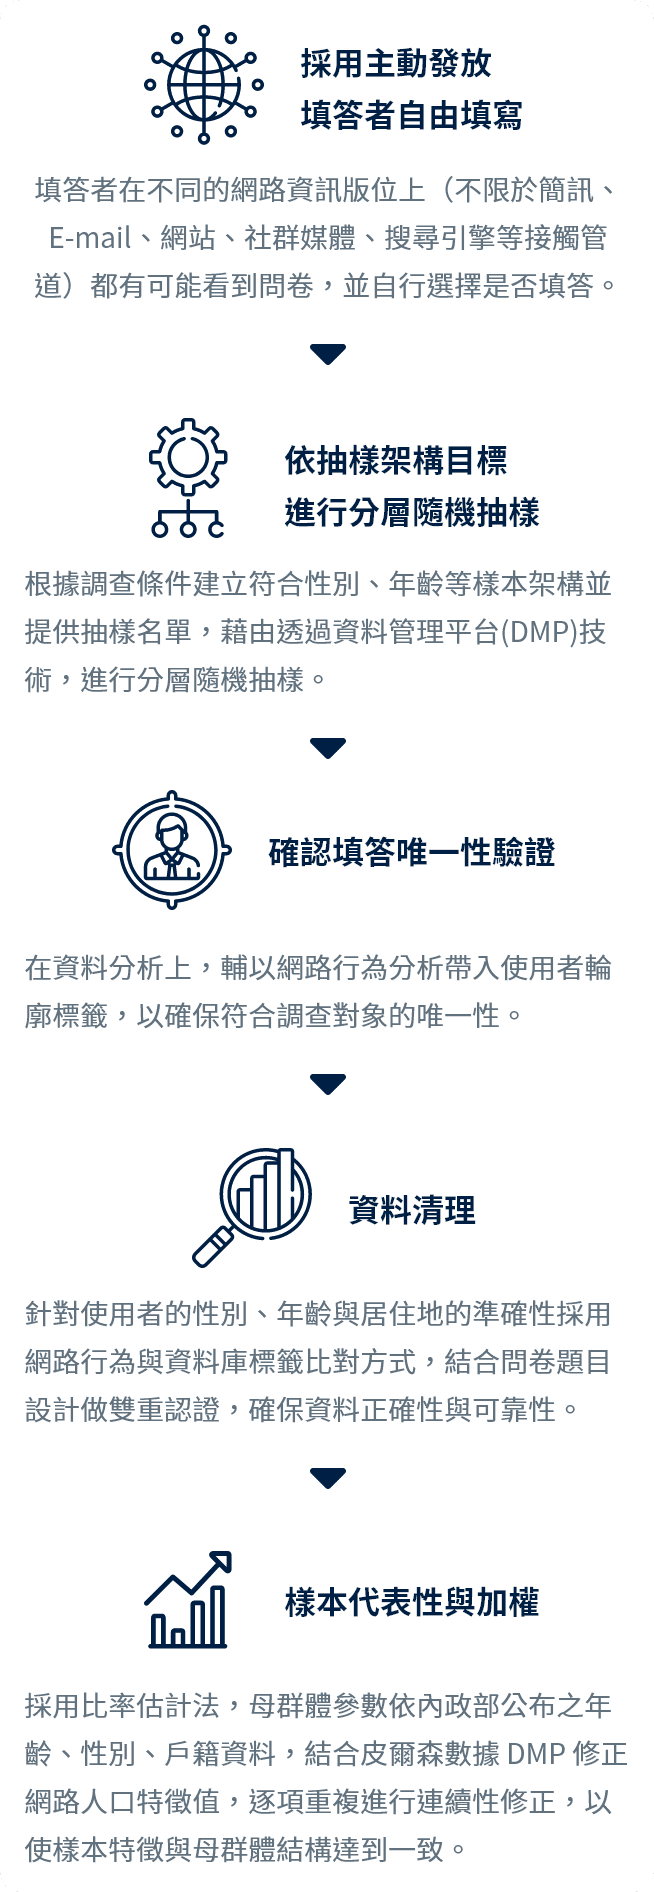 採用主動發放
填答者自由填寫
填答者在不同的網路資訊版位上（不限於簡訊、
E-mail、網站、社群媒體、搜尋引擎等接觸管
道）都有可能看到問卷，並自行選擇是否填答。
依抽樣架構目標
進行分層隨機抽樣
根據調查條件建立符合性別、年齡等樣本架構並
提供抽樣名單，藉由透過資料管理平台(DMP)技
術，進行分層隨機抽樣。
確認填答唯一性驗證
在資料分析上，輔以網路行為分析帶入使用者輪
廓標籤，以確保符合調查對象的唯一性。
資料清理
針對使用者的性別、年齡與居住地的準確性採用
網路行為與資料庫標籤比對方式，結合問卷題目
設計做雙重認證，確保資料正確性與可靠性。
樣本代表性與加權
採用比率估計法，母群體參數依內政部公布之年
齡、性別、戶籍資料，結合皮爾森數據 DMP 修正
網路人口特徵值，逐項重複進行連續性修正，以
使樣本特徵與母群體結構達到一致。